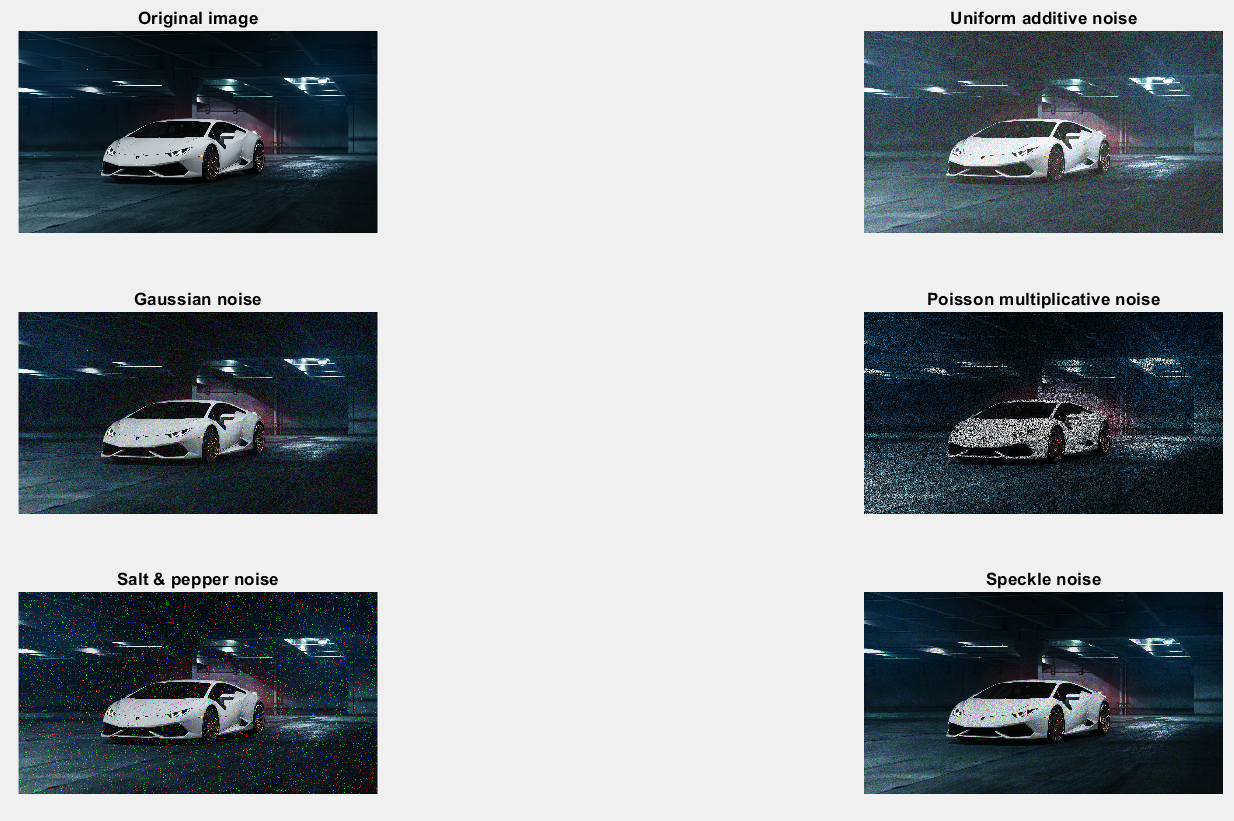 Original image
Uniform additive noise
Gaussian noise
Poisson multiplicative noise
Salt & pepper noise
Speckle noise